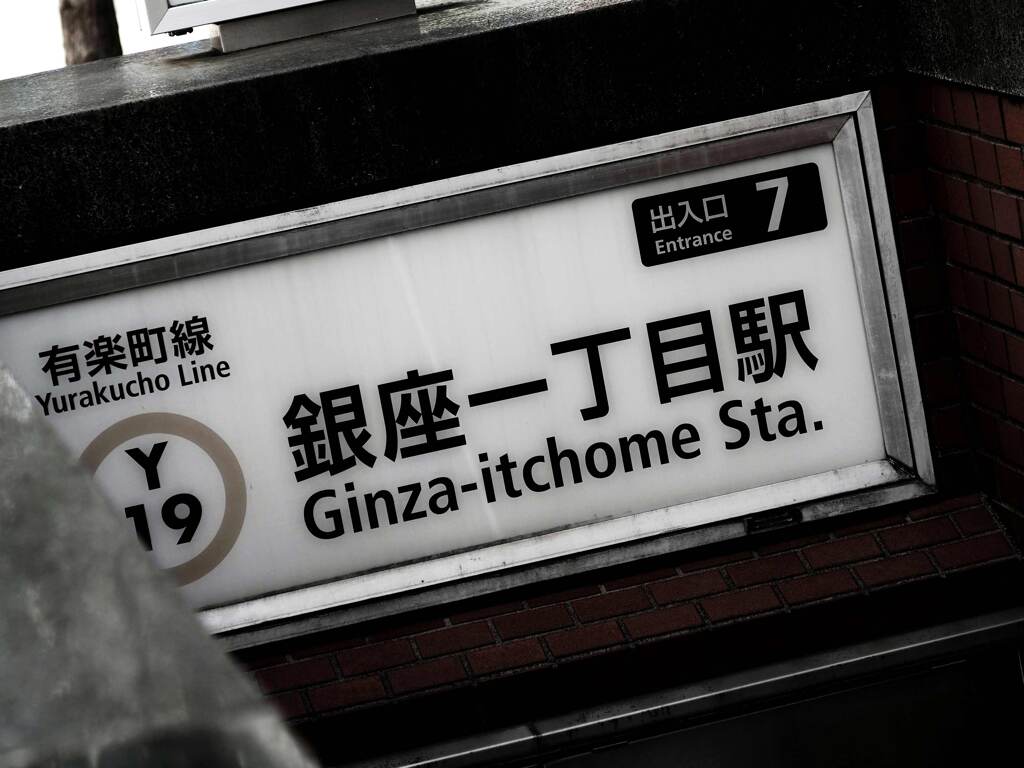 出入口 7
Entrance
有楽町線
Yurakucho Line
Y
19
銀座一丁目駅
Ginza-itchome Sta.